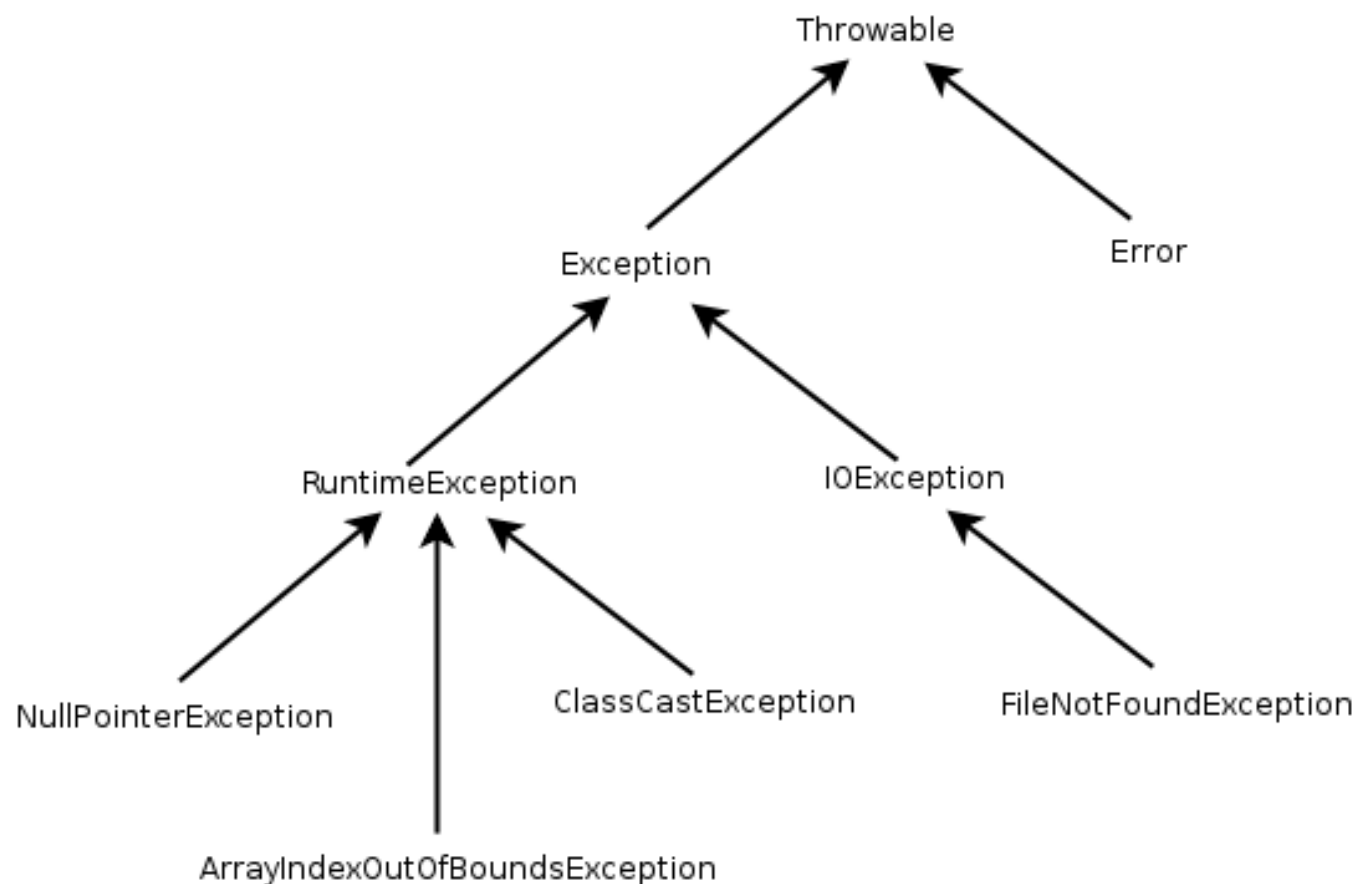 Throwable
Exception
Error
RuntimeException
IOException
NullPointerException
ClassCastException
FileNotFoundException
ArrayIndexOutOfBoundsException